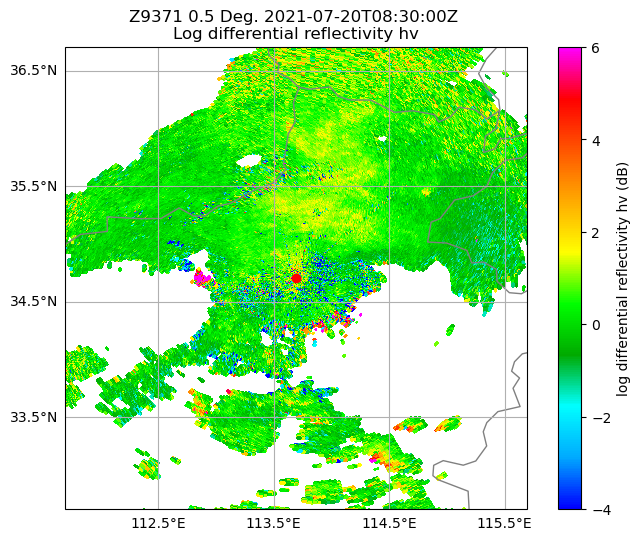 Z9371 0.5 Deg. 2021-07-20T08:30:00Z
Log differential reflectivity hv
36.5°N
35.5°N
34.5°N
33.5°N
112.5°E
113.5°E
114.5°E
115.5°E
6
4
2
0
−2
−4
log differential reflectivity hv (dB)